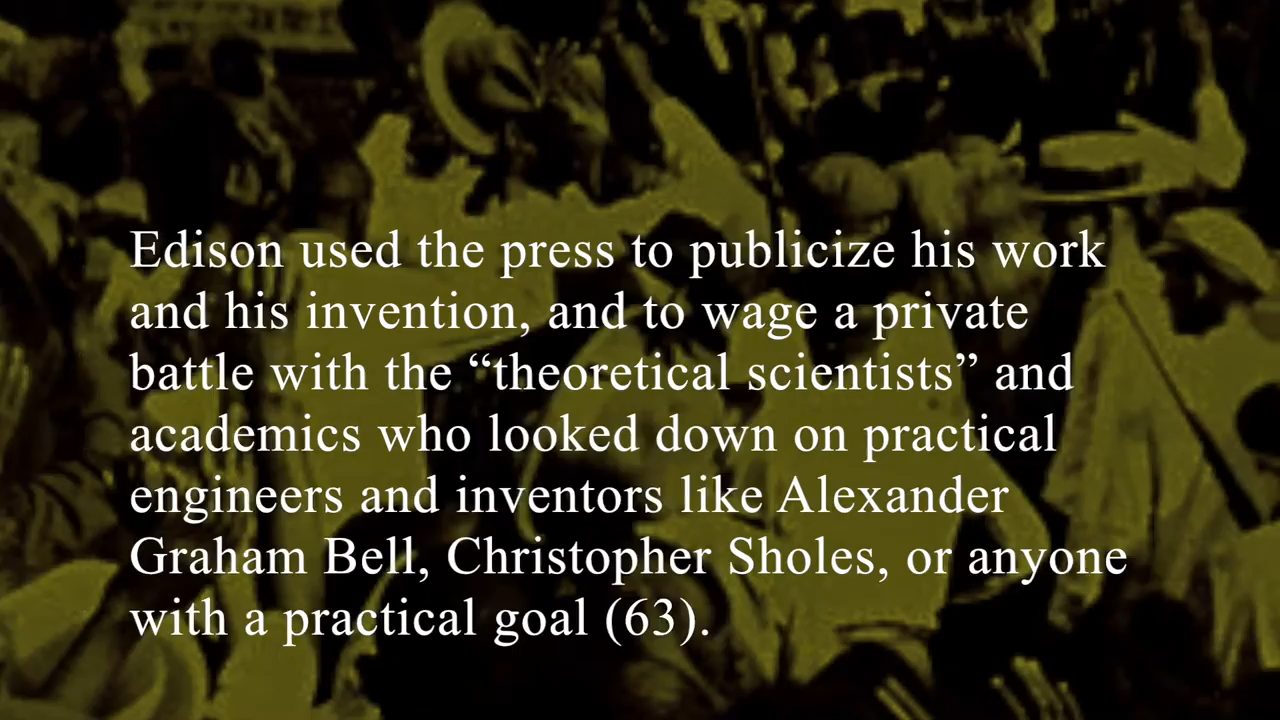 Edison used the press to publicize his work
and his invention, and to wage a private
battle with the “theoretical scientists” and
academics who looked down on practical
engineers and inventors like Alexander
Graham Bell, Christopher Sholes, or anyone
with a practical goal (63).